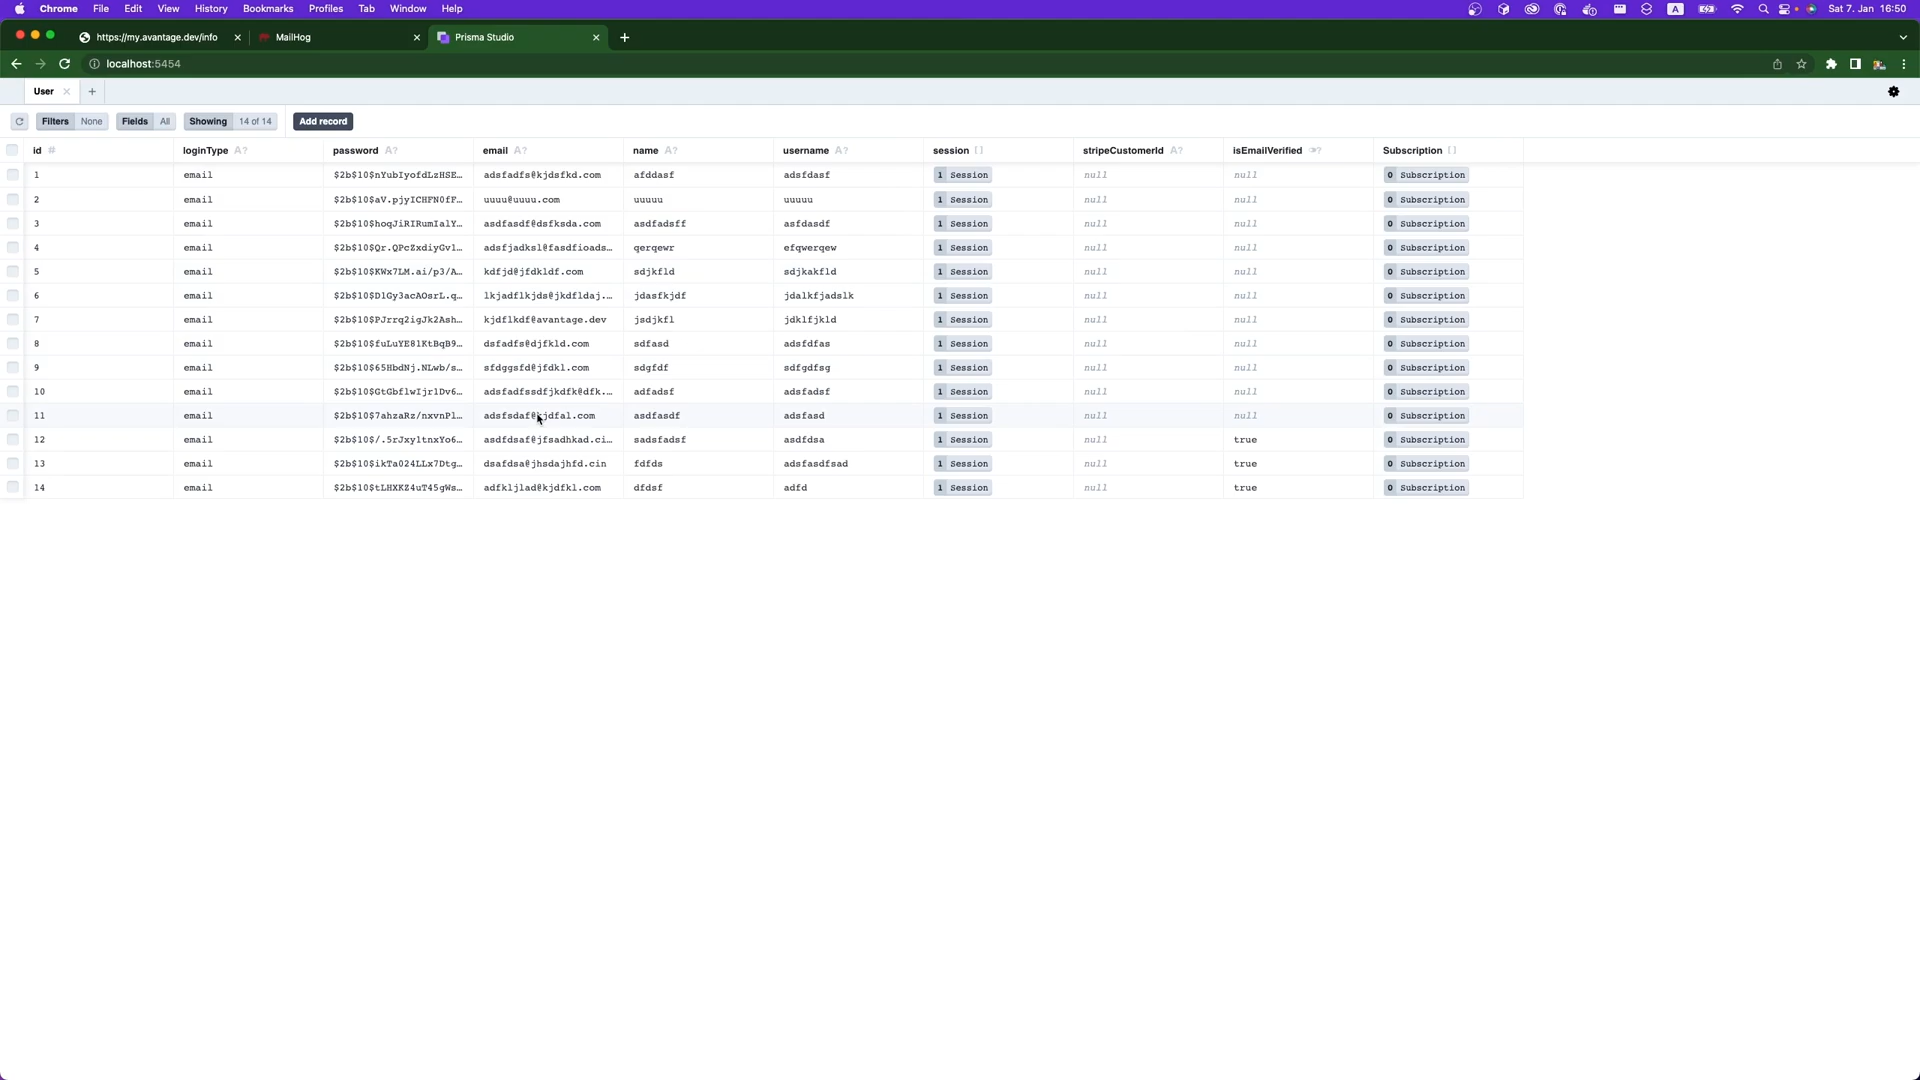 Chrome File Edit View History Bookmarks Profiles Tab Window Help A Sat 7. Jan 16:50
https://my.avantage.dev/info MailHog Prisma Studio
localhost:5454
User
Filters None Fields All Showing 14 of 14 Add record
id # loginType A? password A? email A? name A? username A? session [] stripeCustomerId A? isEmailVerified ? Subscription []
1 email $2b$10$nYubIyofdLzHSE… adsfadfs@kjdsfkd.com afddasf adsfdasf 1 Session null null 0 Subscription
2 email $2b$10$aV.pjyICHFN0fF… uuuu@uuuu.com uuuuu uuuuu 1 Session null null 0 Subscription
3 email $2b$10$hoqJiRIRumIalY… asdfasdf@dsfksda.com asdfadsff asfdasdf 1 Session null null 0 Subscription
4 email $2b$10$Qr.QPcZxdiyGvl… adsfjadksl@fasdfioads… qerqewr efqwerqew 1 Session null null 0 Subscription
5 email $2b$10$KWx7LM.ai/p3/A… kdfjd@jfdkldf.com sdjkfld sdjkakfld 1 Session null null 0 Subscription
6 email $2b$10$D1Gy3acAOsrL.q… lkjadflkjds@jkdfldaj.… jdasfkjdf jdalkfjadslk 1 Session null null 0 Subscription
7 email $2b$10$PJrrq2igJk2Ash… kjdflkdf@avantage.dev jsdjkfl jdklfjkld 1 Session null null 0 Subscription
8 email $2b$10$fuLuYE8lKtBqB9… dsfadfs@djfkld.com sdfasd adsfdfas 1 Session null null 0 Subscription
9 email $2b$10$65HbdNj.NLwb/s… sfdggsfd@jfdkl.com sdgfdf sdfgdfsg 1 Session null null 0 Subscription
10 email $2b$10$GtGbflwIjrlDv6… adsfadfssdfjkdfk@dfk.… adfadsf adsfadsf 1 Session null null 0 Subscription
11 email $2b$10$7ahzaRz/nxvnPl… adsfsdaf@kjdfal.com asdfasdf adsfasd 1 Session null null 0 Subscription
12 email $2b$10$/.5rJxyltnxYo6… asdfdsaf@jfsadhkad.ci… sadsfadsf asdfdsa 1 Session null true 0 Subscription
13 email $2b$10$ikTa024LLx7Dtg… dsafdsa@jhsdajhfd.cin fdfds adsfasdfsad 1 Session null true 0 Subscription
14 email $2b$10$tLHXKZ4uT45gWs… adfkljlad@kjdfkl.com dfdsf adfd 1 Session null true 0 Subscription